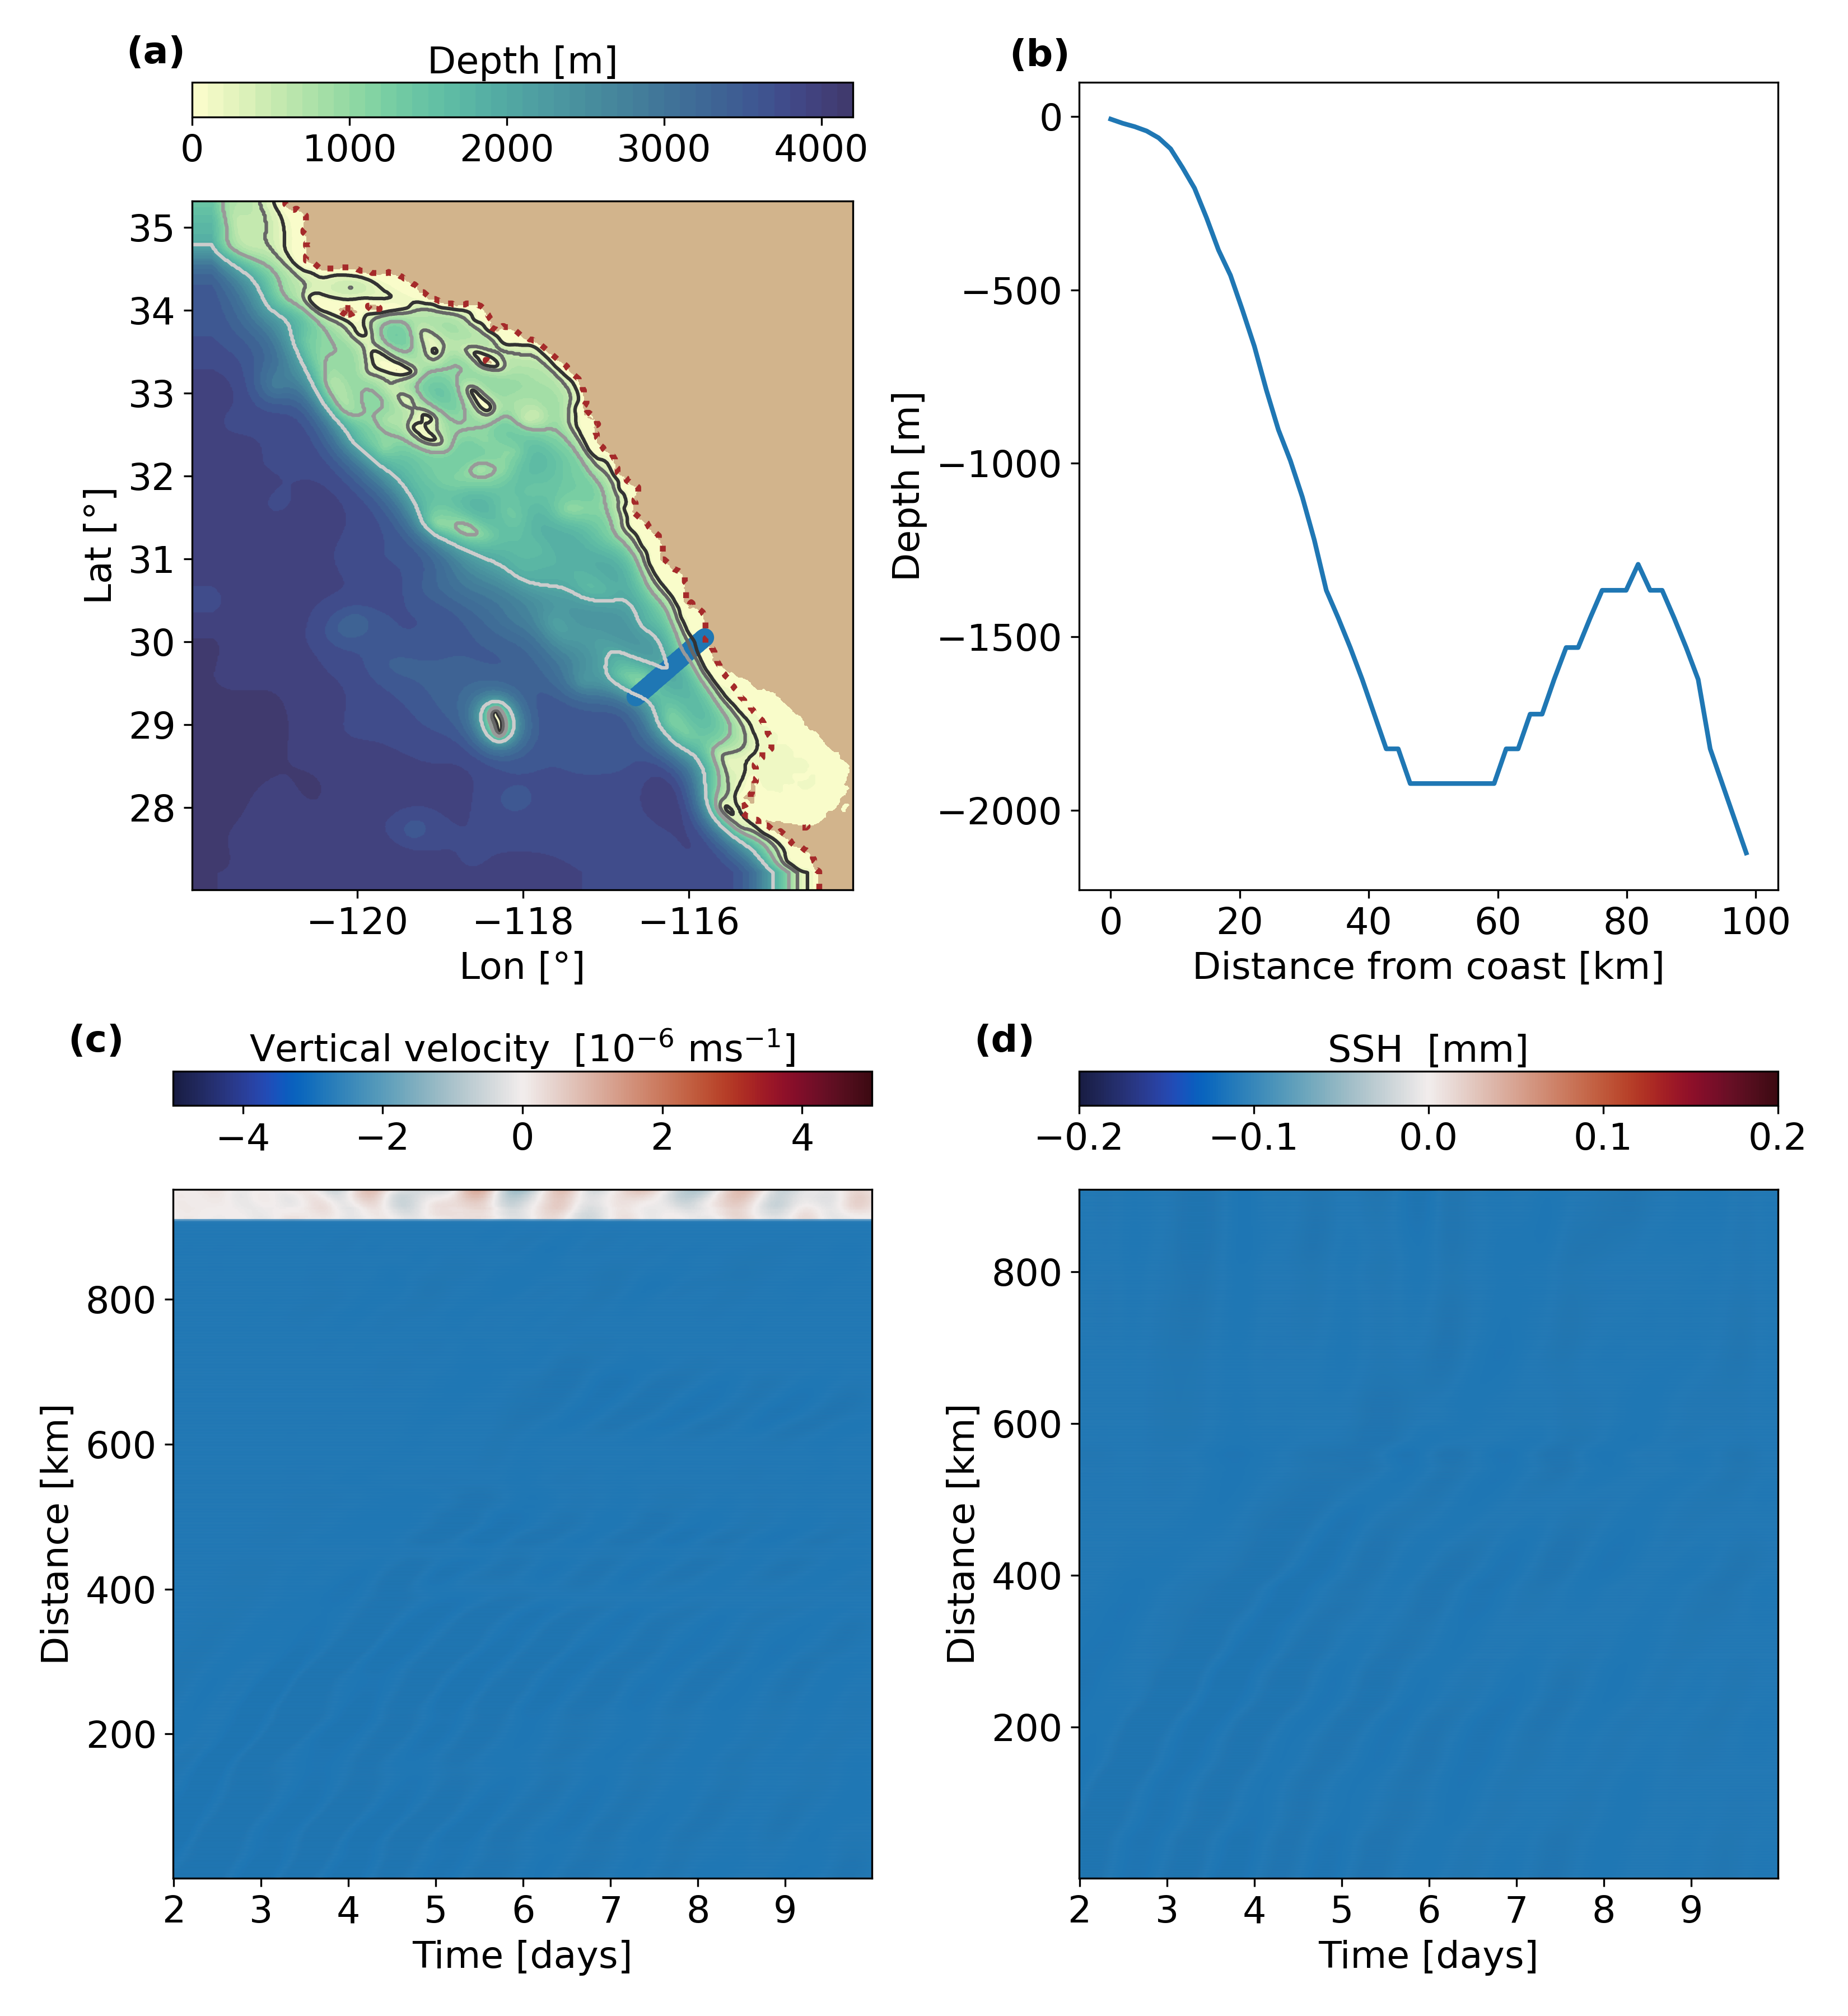 (a)
Depth [m]
0 1000 2000 3000 4000
35
34
33
32
31
30
29
28
Lat [°]
−120 −118 −116
Lon [°]
(b)
0
−500
−1000
−1500
−2000
Depth [m]
0 20 40 60 80 100
Distance from coast [km]
(c)
Vertical velocity [10⁻⁶ ms⁻¹]
−4 −2 0 2 4
800
600
400
200
Distance [km]
2 3 4 5 6 7 8 9
Time [days]
(d)
SSH [mm]
−0.2 −0.1 0.0 0.1 0.2
800
600
400
200
Distance [km]
2 3 4 5 6 7 8 9
Time [days]